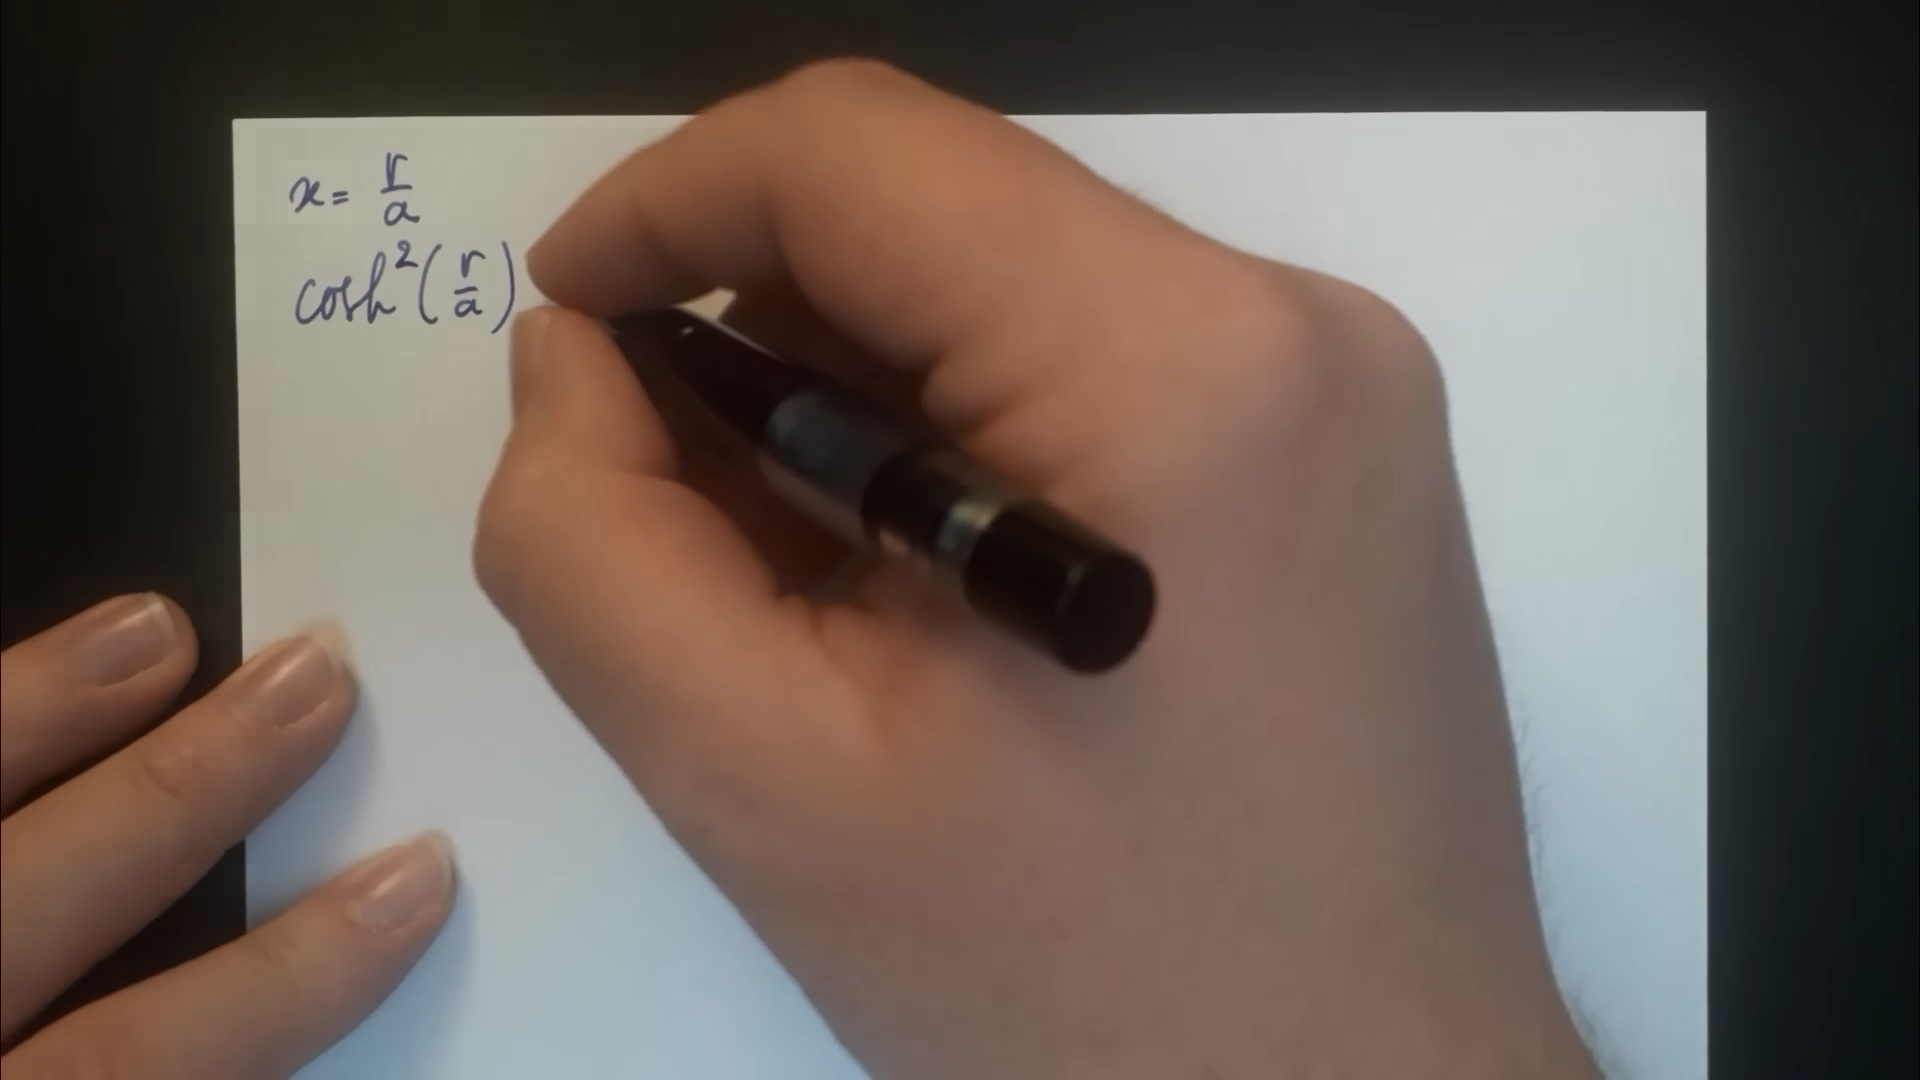 x = r/a
cosh²(r/a)